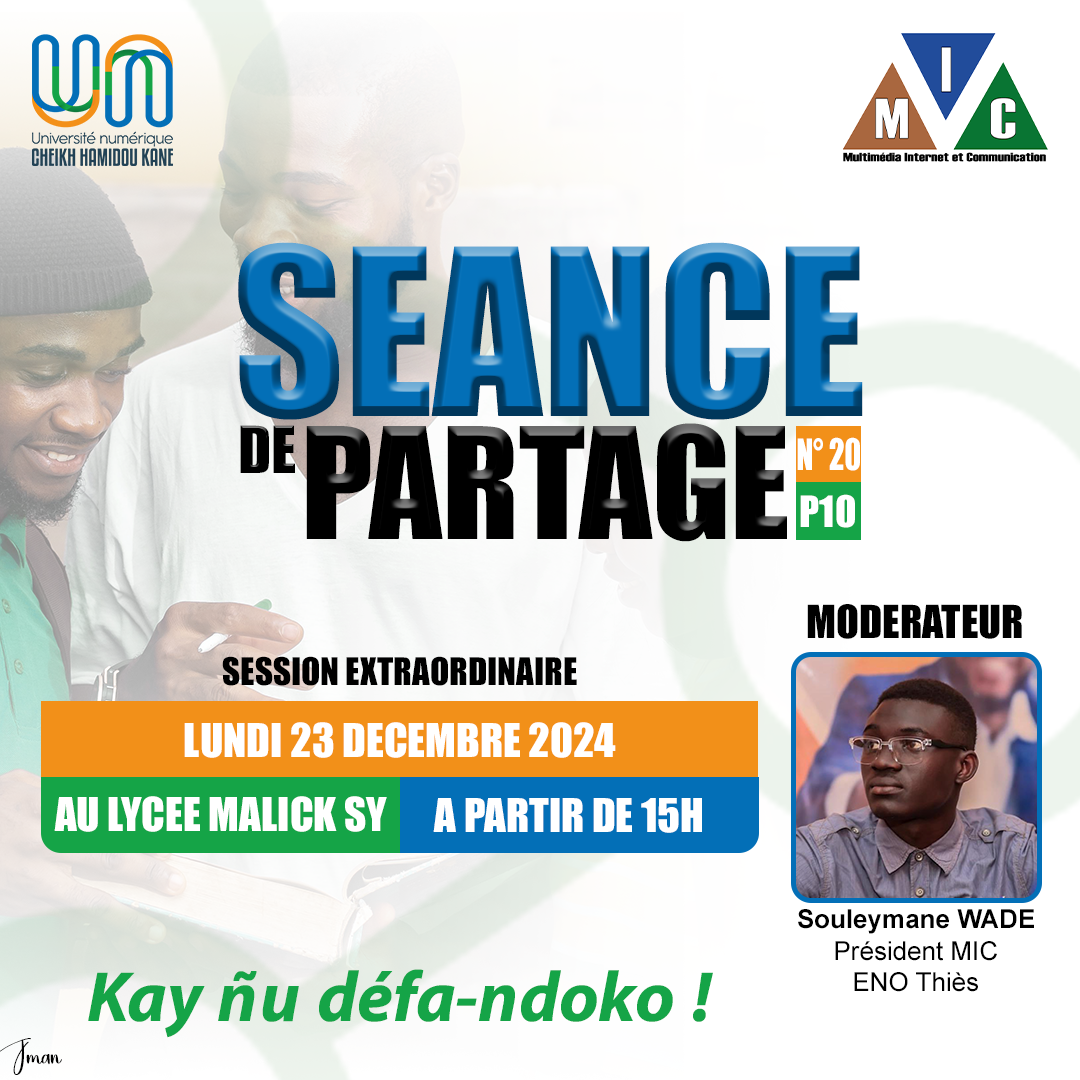 Université numérique
CHEIKH HAMIDOU KANE
M I C
Multimédia Internet et Communication
SEANCE
DE PARTAGE
N° 20
P10
MODERATEUR
SESSION EXTRAORDINAIRE
LUNDI 23 DECEMBRE 2024
AU LYCEE MALICK SY
A PARTIR DE 15H
Souleymane WADE
Président MIC
ENO Thiès
Kay ñu défa-ndoko !
Jman